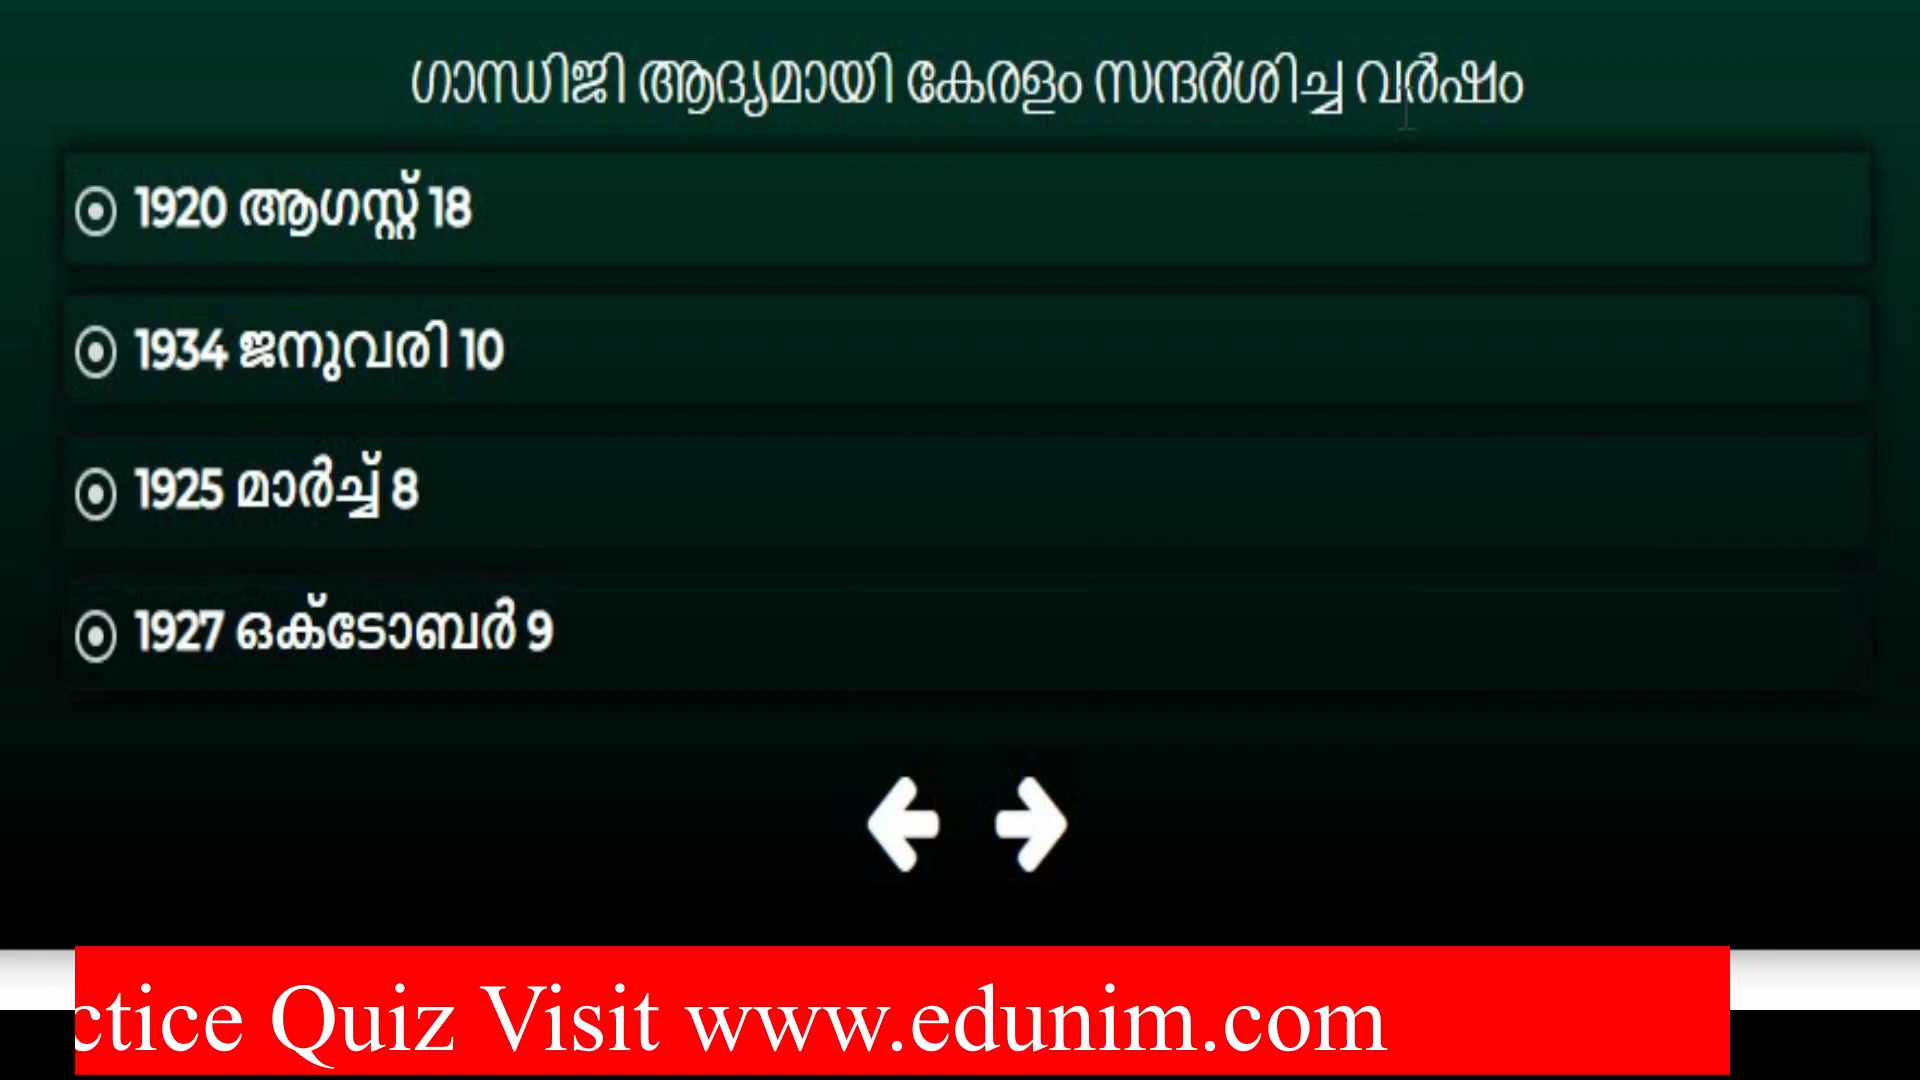 ഗാന്ധിജി ആദ്യമായി കേരളം സന്ദർശിച്ച വർഷം
1920 ആഗസ്റ്റ് 18
1934 ജനുവരി 10
1925 മാർച്ച് 8
1927 ഒക്ടോബർ 9
ctice Quiz Visit www.edunim.com